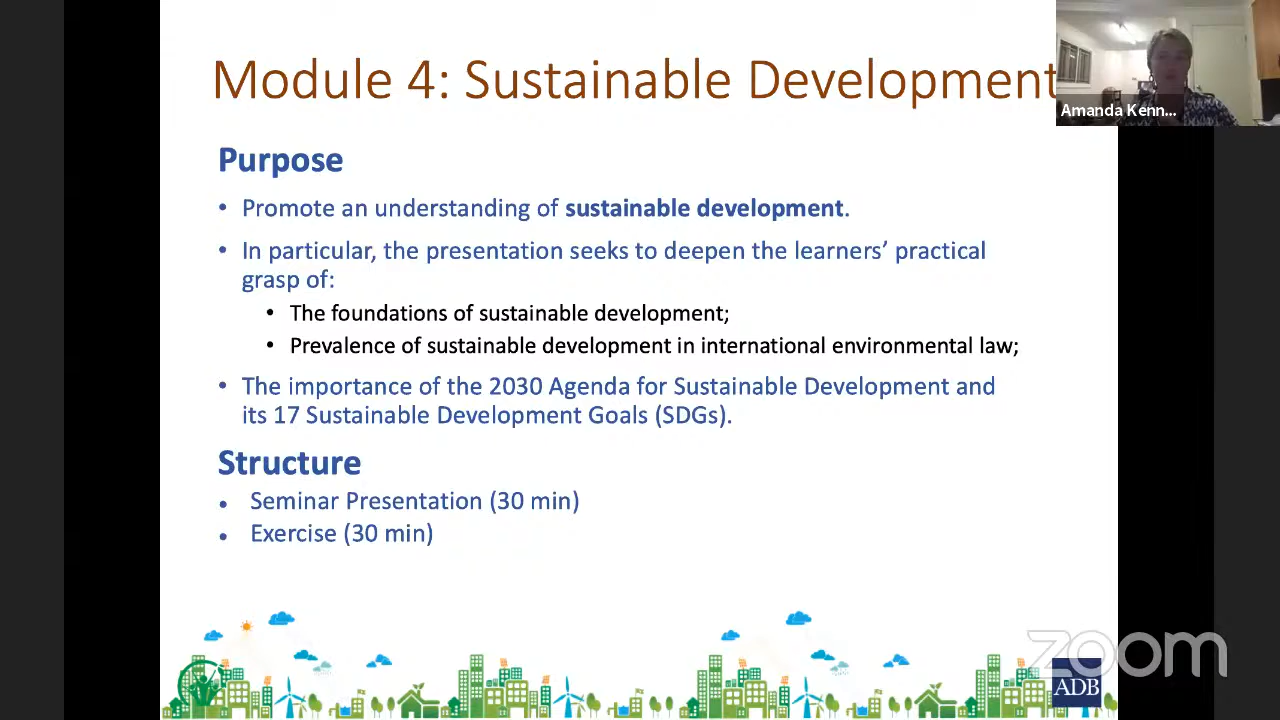 Module 4: Sustainable Development
Amanda Kenn...
Purpose
• Promote an understanding of sustainable development.
• In particular, the presentation seeks to deepen the learners’ practical
grasp of:
• The foundations of sustainable development;
• Prevalence of sustainable development in international environmental law;
• The importance of the 2030 Agenda for Sustainable Development and
its 17 Sustainable Development Goals (SDGs).
Structure
• Seminar Presentation (30 min)
• Exercise (30 min)
zoom
ADB